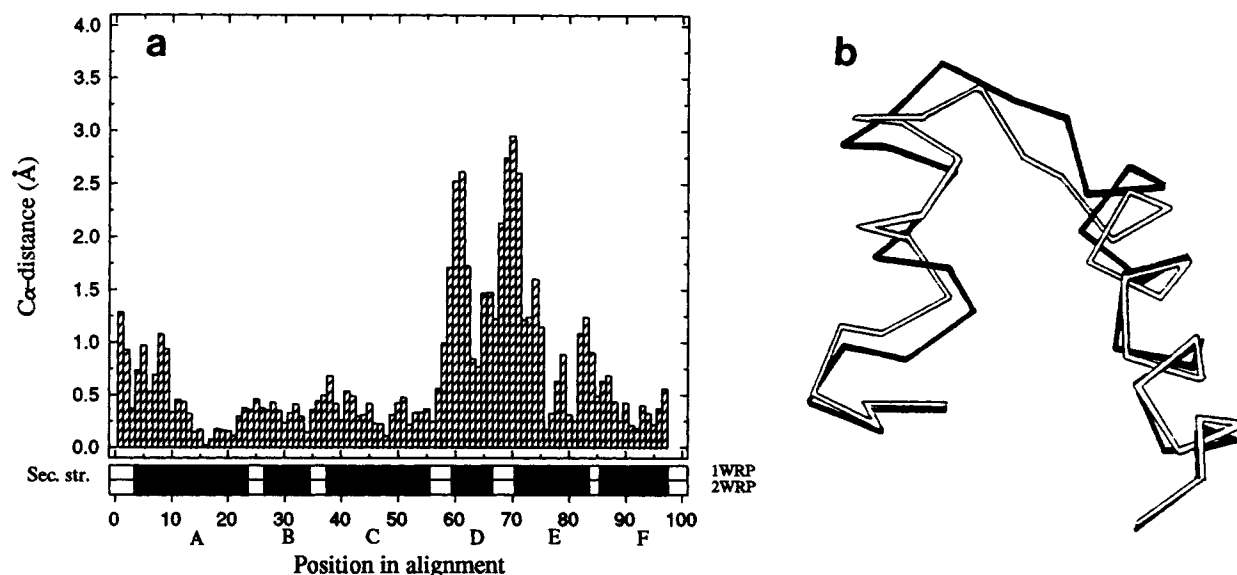 a
b
4.0
3.5
3.0
2.5
2.0
1.5
1.0
0.5
0.0
Cα-distance (Å)
Sec. str.
1WRP
2WRP
0 10 20 30 40 50 60 70 80 90 100
A B C D E F
Position in alignment